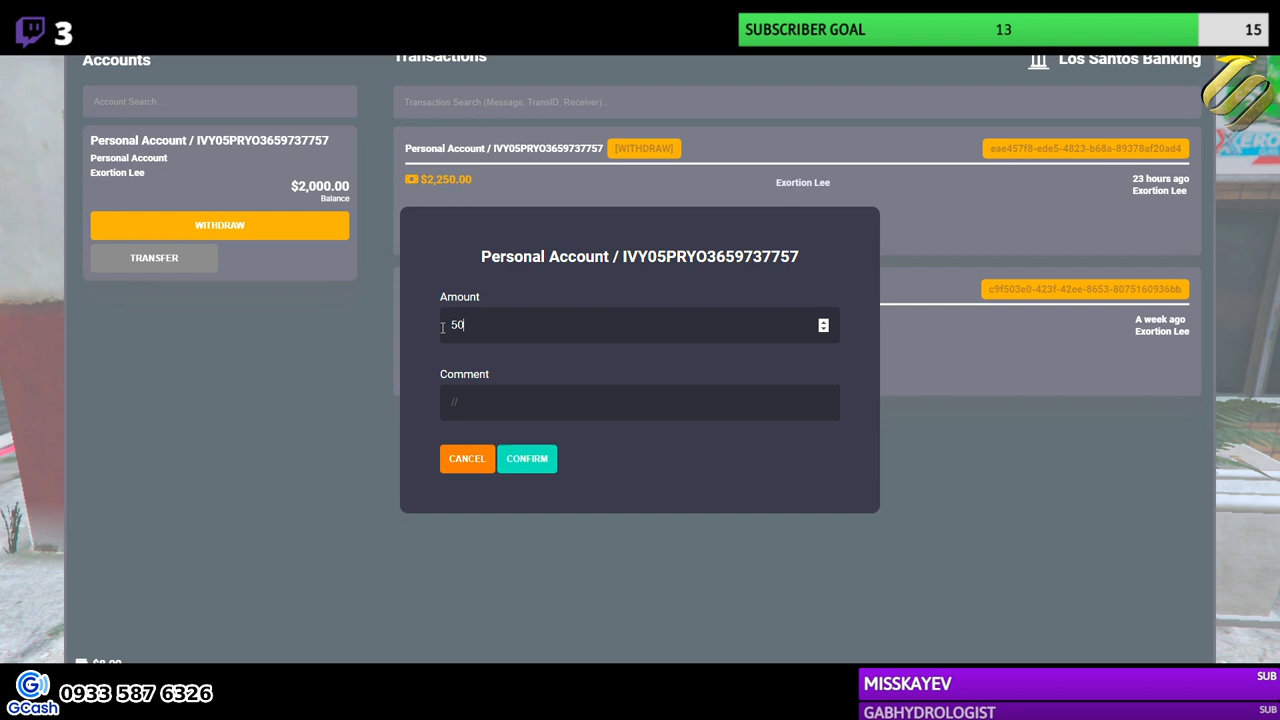 3
SUBSCRIBER GOAL 13 15
Accounts
Transactions
Los Santos Banking
Account Search...
Transaction Search (Message, TransID, Receiver)...
Personal Account / IVY05PRYO3659737757
Personal Account
Exortion Lee
$2,000.00
Balance
WITHDRAW
TRANSFER
Personal Account / IVY05PRYO3659737757 [WITHDRAW]
eae457f8-ede5-4823-b68a-89378af20ad4
$2,250.00
Exortion Lee
23 hours ago
Exortion Lee
c9f503e0-423f-42ee-8653-8075160936bb
A week ago
Exortion Lee
Personal Account / IVY05PRYO3659737757
Amount
50
Comment
//
CANCEL CONFIRM
GCash
0933 587 6326
MISSKAYEV SUB
GABHYDROLOGIST SUB